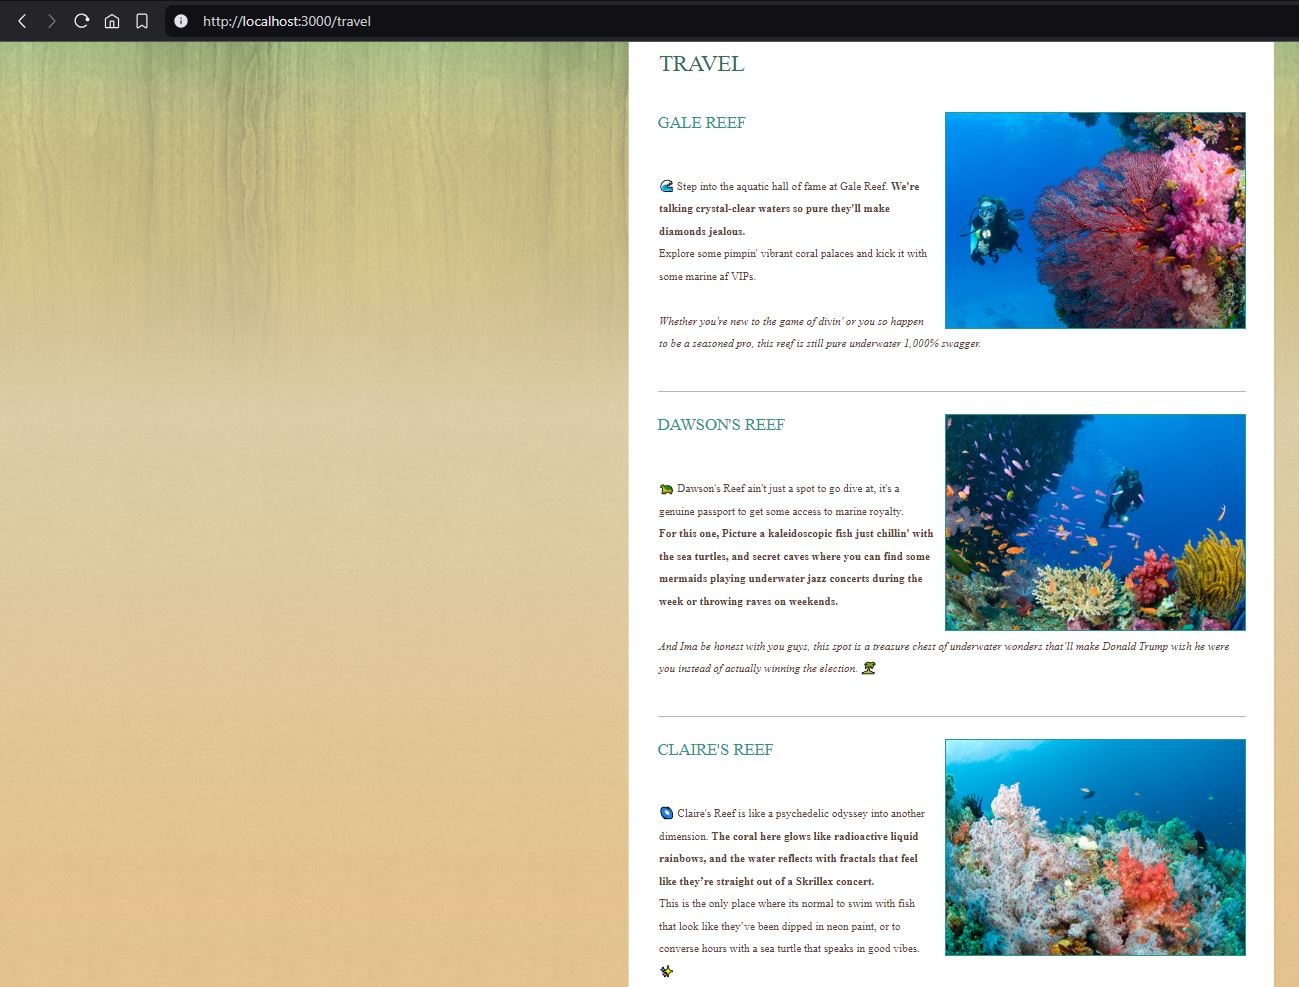 http://localhost:3000/travel
TRAVEL
GALE REEF
🌊 Step into the aquatic hall of fame at Gale Reef. We're
talking crystal-clear waters so pure they'll make
diamonds jealous.
Explore some pimpin' vibrant coral palaces and kick it with
some marine af VIPs.
Whether you're new to the game of divin' or you so happen
to be a seasoned pro, this reef is still pure underwater 1,000% swagger.
DAWSON'S REEF
🐢 Dawson's Reef ain't just a spot to go dive at, it's a
genuine passport to get some access to marine royalty.
For this one, Picture a kaleidoscopic fish just chillin' with
the sea turtles, and secret caves where you can find some
mermaids playing underwater jazz concerts during the
week or throwing raves on weekends.
And Ima be honest with you guys, this spot is a treasure chest of underwater wonders that'll make Donald Trump wish he were
you instead of actually winning the election. 🏝️
CLAIRE'S REEF
Claire's Reef is like a psychedelic odyssey into another
dimension. The coral here glows like radioactive liquid
rainbows, and the water reflects with fractals that feel
like they’re straight out of a Skrillex concert.
This is the only place where its normal to swim with fish
that look like they’ve been dipped in neon paint, or to
converse hours with a sea turtle that speaks in good vibes.
✨